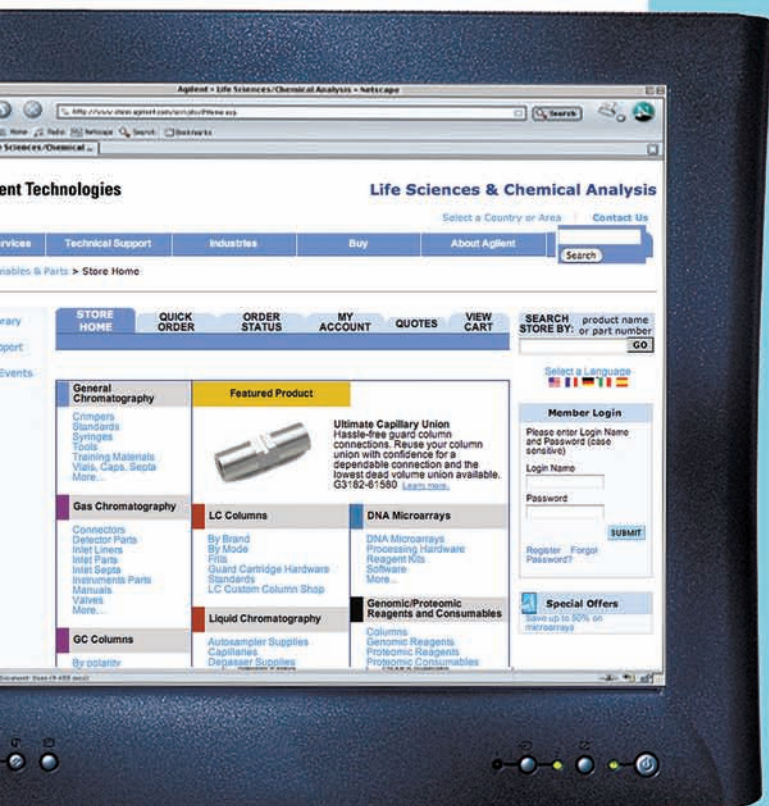 Agilent - Life Sciences/Chemical Analysis - Netscape
Search
Home Radio Netscape Search Bookmarks
Sciences/Chemical ...
ent Technologies
Life Sciences & Chemical Analysis
Select a Country or Area
Contact Us
rvices
Technical Support
Industries
Buy
About Agilent
Search
Parts > Store Home
rary
pport
Events
STORE HOME
QUICK ORDER
ORDER STATUS
MY ACCOUNT
QUOTES
VIEW CART
SEARCH STORE BY:
product name
or part number
GO
Select a Language
General
Chromatography
Crimpers
Standards
Syringes
Tools
Training Materials
Vials, Caps, Septa
More...
Featured Product
Ultimate Capillary Union
Hassle-free guard column
connections. Reuse your column
union with confidence for a
dependable connection and the
lowest dead volume union available.
G3182-61580 Learn more.
Member Login
Please enter Login Name
and Password (case
sensitive)
Login Name
Password
SUBMIT
Register Forgot
Password?
Gas Chromatography
Connectors
Detector Parts
Inlet Liners
Inlet Parts
Inlet Septa
Instruments Parts
Manuals
Valves
More...
LC Columns
By Brand
By Mode
Frits
Guard Cartridge Hardware
Standards
LC Custom Column Shop
DNA Microarrays
DNA Microarrays
Processing Hardware
Reagent Kits
Software
More...
Special Offers
Save up to 50% on
microarrays
GC Columns
By polarity
Liquid Chromatography
Autosampler Supplies
Capillaries
Degasser Supplies
Genomic/Proteomic
Reagents and Consumables
Columns
Genomic Reagents
Proteomic Reagents
Proteomic Consumables